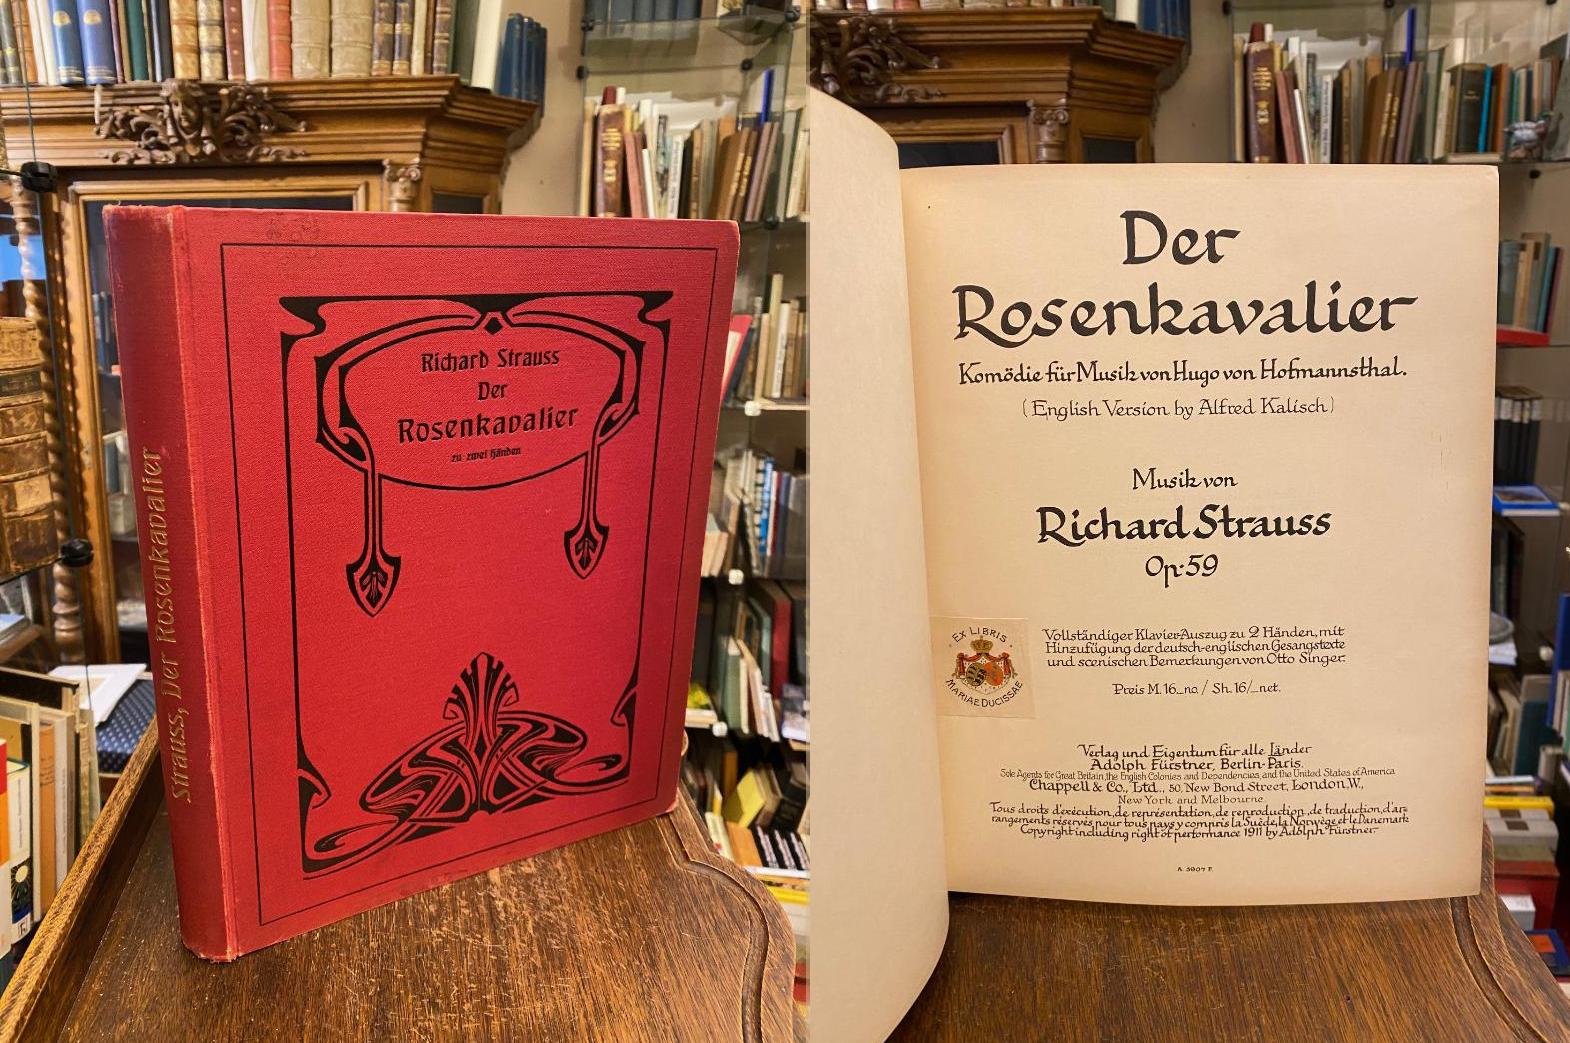 Richard Strauss
Der
Rosenkavalier
zu zwei Händen
Strauss, Der Rosenkavalier
Der
Rosenkavalier
Komödie für Musik von Hugo von Hofmannsthal.
(English Version by Alfred Kalisch)
Musik von
Richard Strauss
Op. 59
EX LIBRIS
MARIAE DUCISSAE
Vollständiger Klavier-Auszug zu 2 Händen, mit
Hinzufügung der deutsch-englischen Gesangstexte
und scenischen Bemerkungen von Otto Singer.
Preis M. 16_no. / Sh. 16/_net.
Verlag und Eigentum für alle Länder
Adolph Fürstner, Berlin-Paris.
Sole Agents for Great Britain, the English Colonies and Dependencies, and the United States of America
Chappell & Co., Ltd., 50, New Bond Street, London, W.,
New York and Melbourne
Tous droits d'exécution, de représentation, de reproduction, de traduction, d'ar-
rangements réservés pour tous pays y compris la Suède, la Norvège et le Danemark
Copyright including right of performance 1911 by Adolph Fürstner
A. 5907 F.